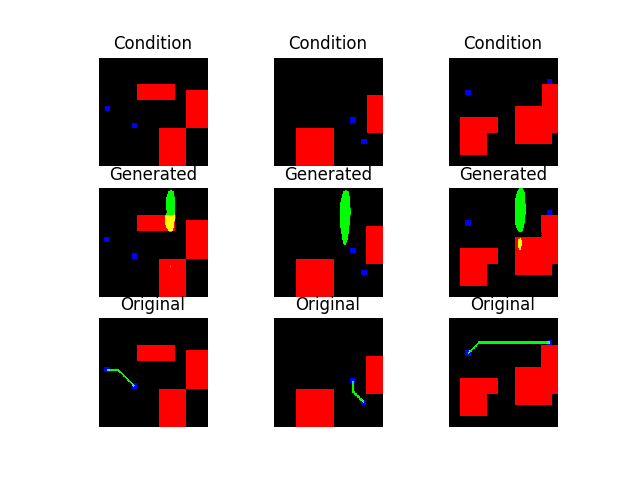 Condition
Condition
Condition
Generated
Generated
Generated
Original
Original
Original